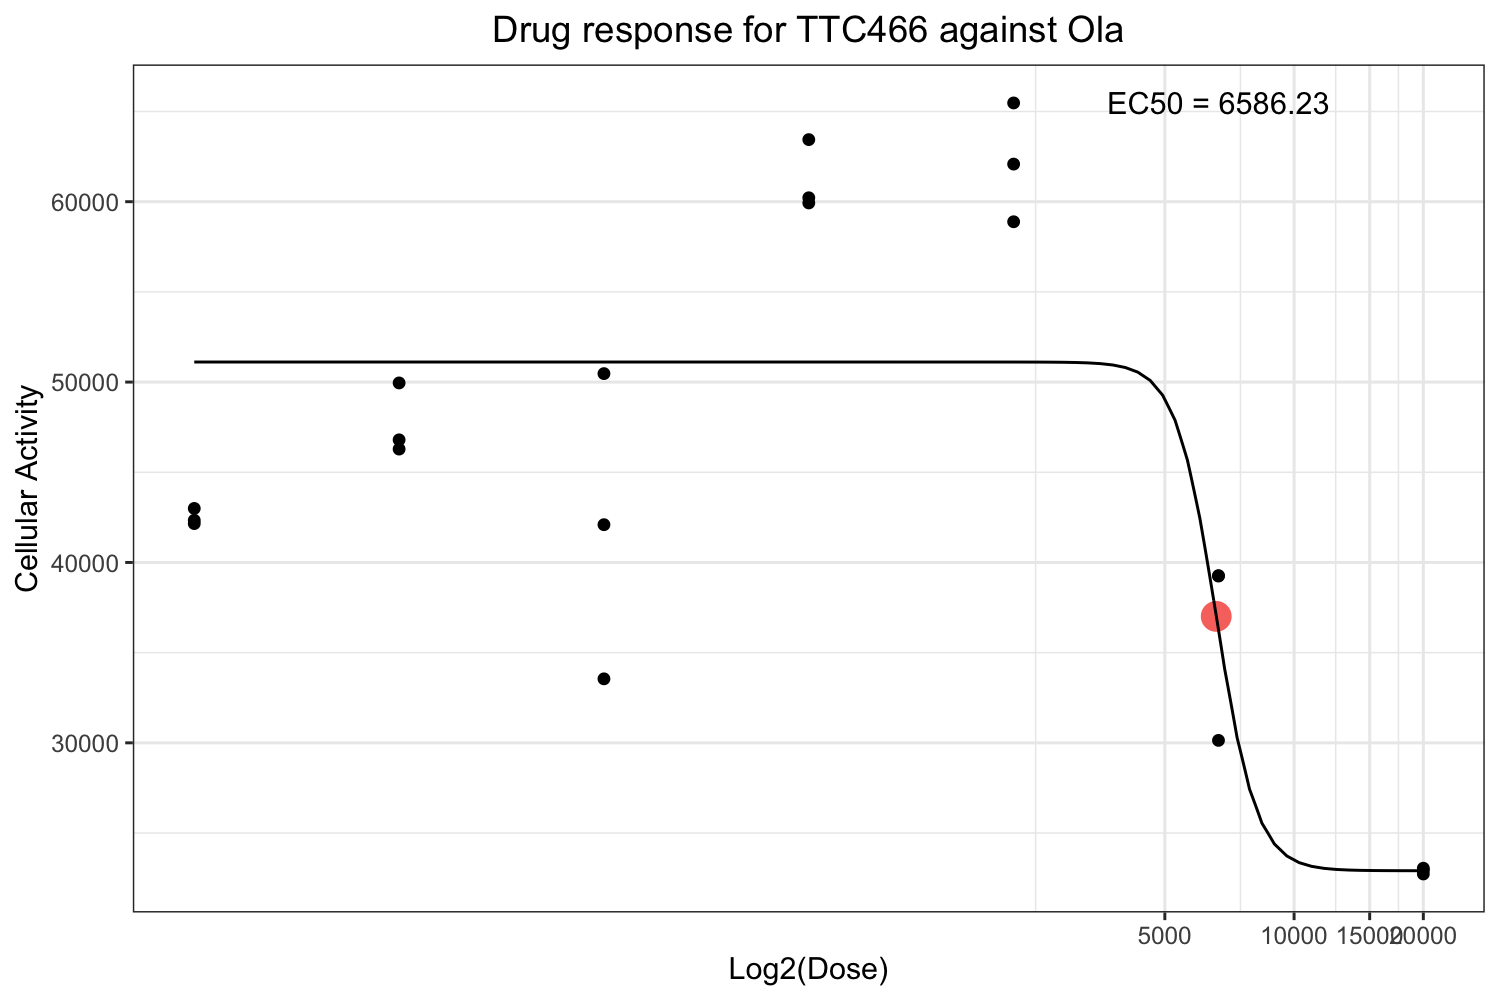 Drug response for TTC466 against Ola
EC50 = 6586.23
60000
50000
40000
30000
Cellular Activity
5000 10000 15000 20000
Log2(Dose)